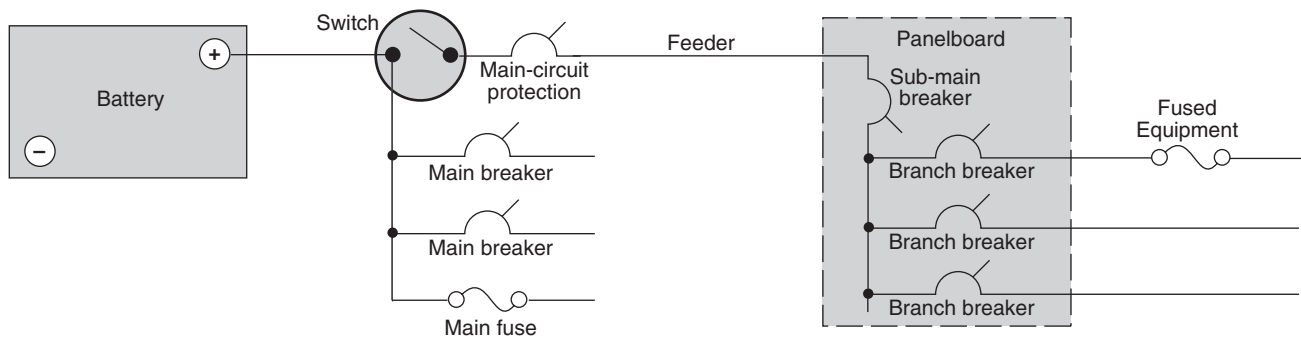 Switch
+
Battery
−
Main-circuit
protection
Feeder
Panelboard
Sub-main
breaker
Fused
Equipment
Main breaker
Main breaker
Main fuse
Branch breaker
Branch breaker
Branch breaker